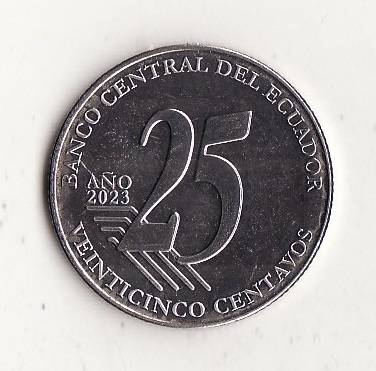 BANCO CENTRAL DEL ECUADOR
25
AÑO
2023
VEINTICINCO CENTAVOS